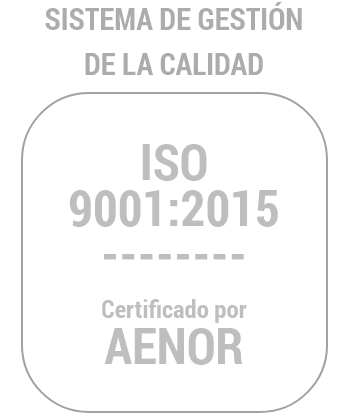 SISTEMA DE GESTIÓN
DE LA CALIDAD
ISO
9001:2015
--------
Certificado por
AENOR